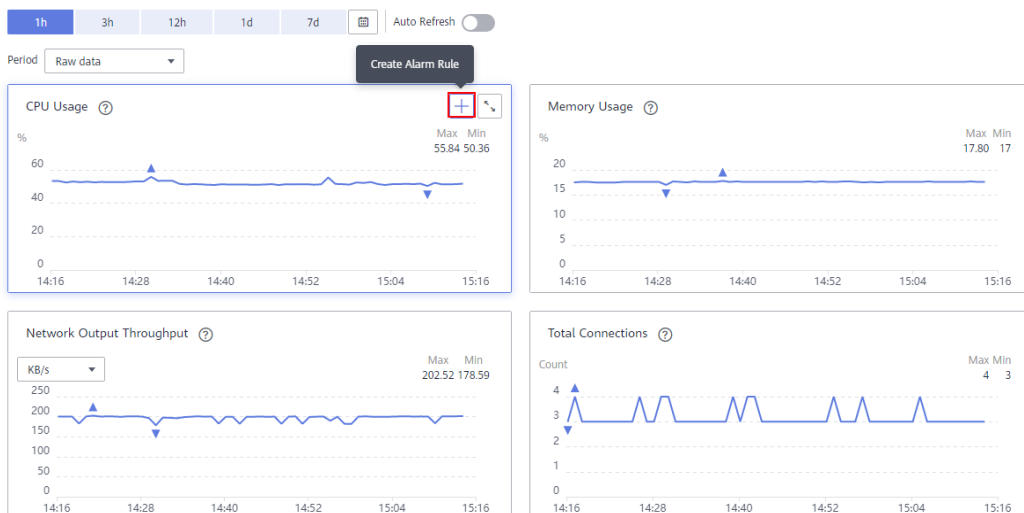 1h 3h 12h 1d 7d Auto Refresh
Period Raw data
Create Alarm Rule
CPU Usage ?
%
Max Min
55.84 50.36
60
40
20
0
14:16 14:28 14:40 14:52 15:04 15:16
Memory Usage ?
%
Max Min
17.80 17
20
15
10
5
0
14:16 14:28 14:40 14:52 15:04 15:16
Network Output Throughput ?
KB/s
Max Min
202.52 178.59
250
200
150
100
50
0
14:16 14:28 14:40 14:52 15:04 15:16
Total Connections ?
Count
Max Min
4 3
4
3
2
1
0
14:16 14:28 14:40 14:52 15:04 15:16